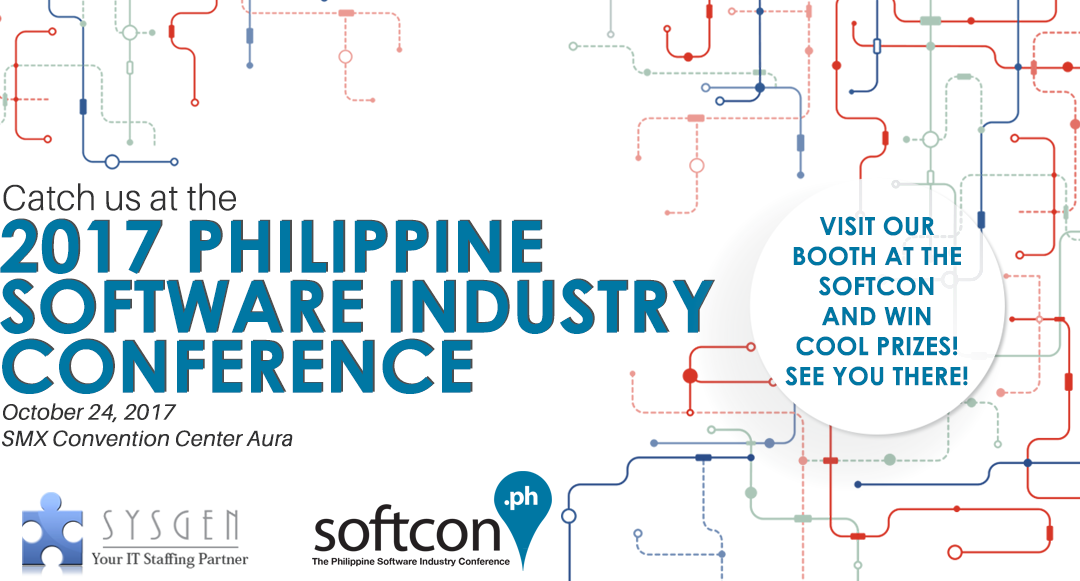 Catch us at the
2017 PHILIPPINE
SOFTWARE INDUSTRY
CONFERENCE
October 24, 2017
SMX Convention Center Aura
VISIT OUR
BOOTH AT THE
SOFTCON
AND WIN
COOL PRIZES!
SEE YOU THERE!
SYSGEN
Your IT Staffing Partner
softcon.ph
The Philippine Software Industry Conference